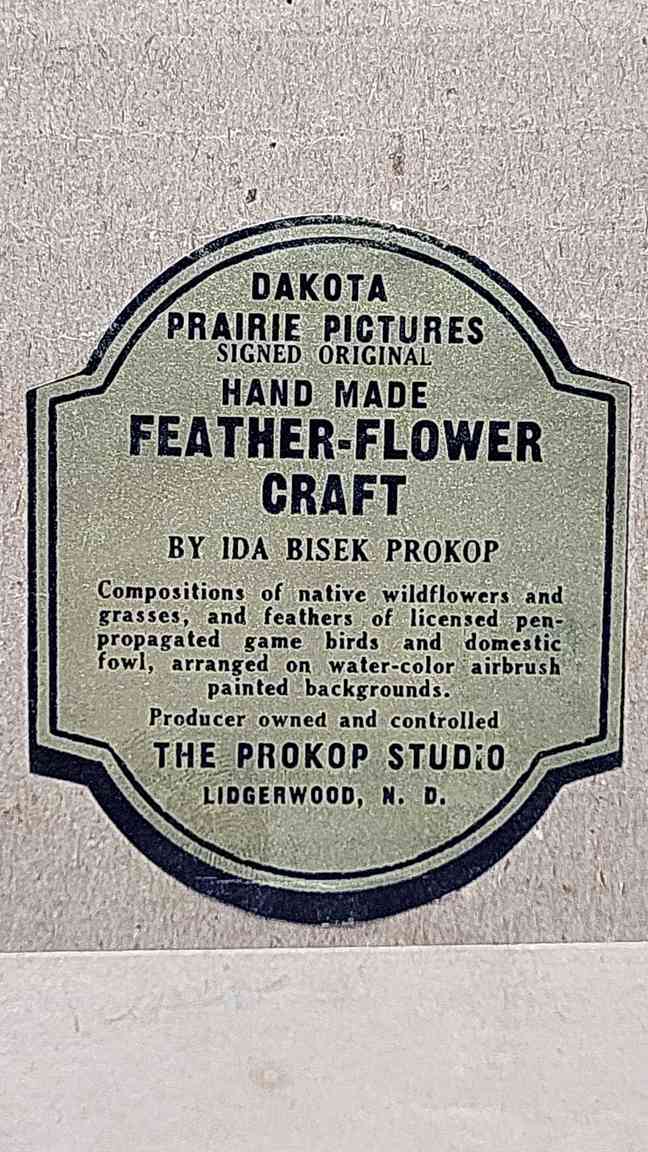 DAKOTA
PRAIRIE PICTURES
SIGNED ORIGINAL
HAND MADE
FEATHER-FLOWER
CRAFT
BY IDA BISEK PROKOP
Compositions of native wildflowers and
grasses, and feathers of licensed pen-
propagated game birds and domestic
fowl, arranged on water-color airbrush
painted backgrounds.
Producer owned and controlled
THE PROKOP STUDiO
LIDGERWOOD, N. D.